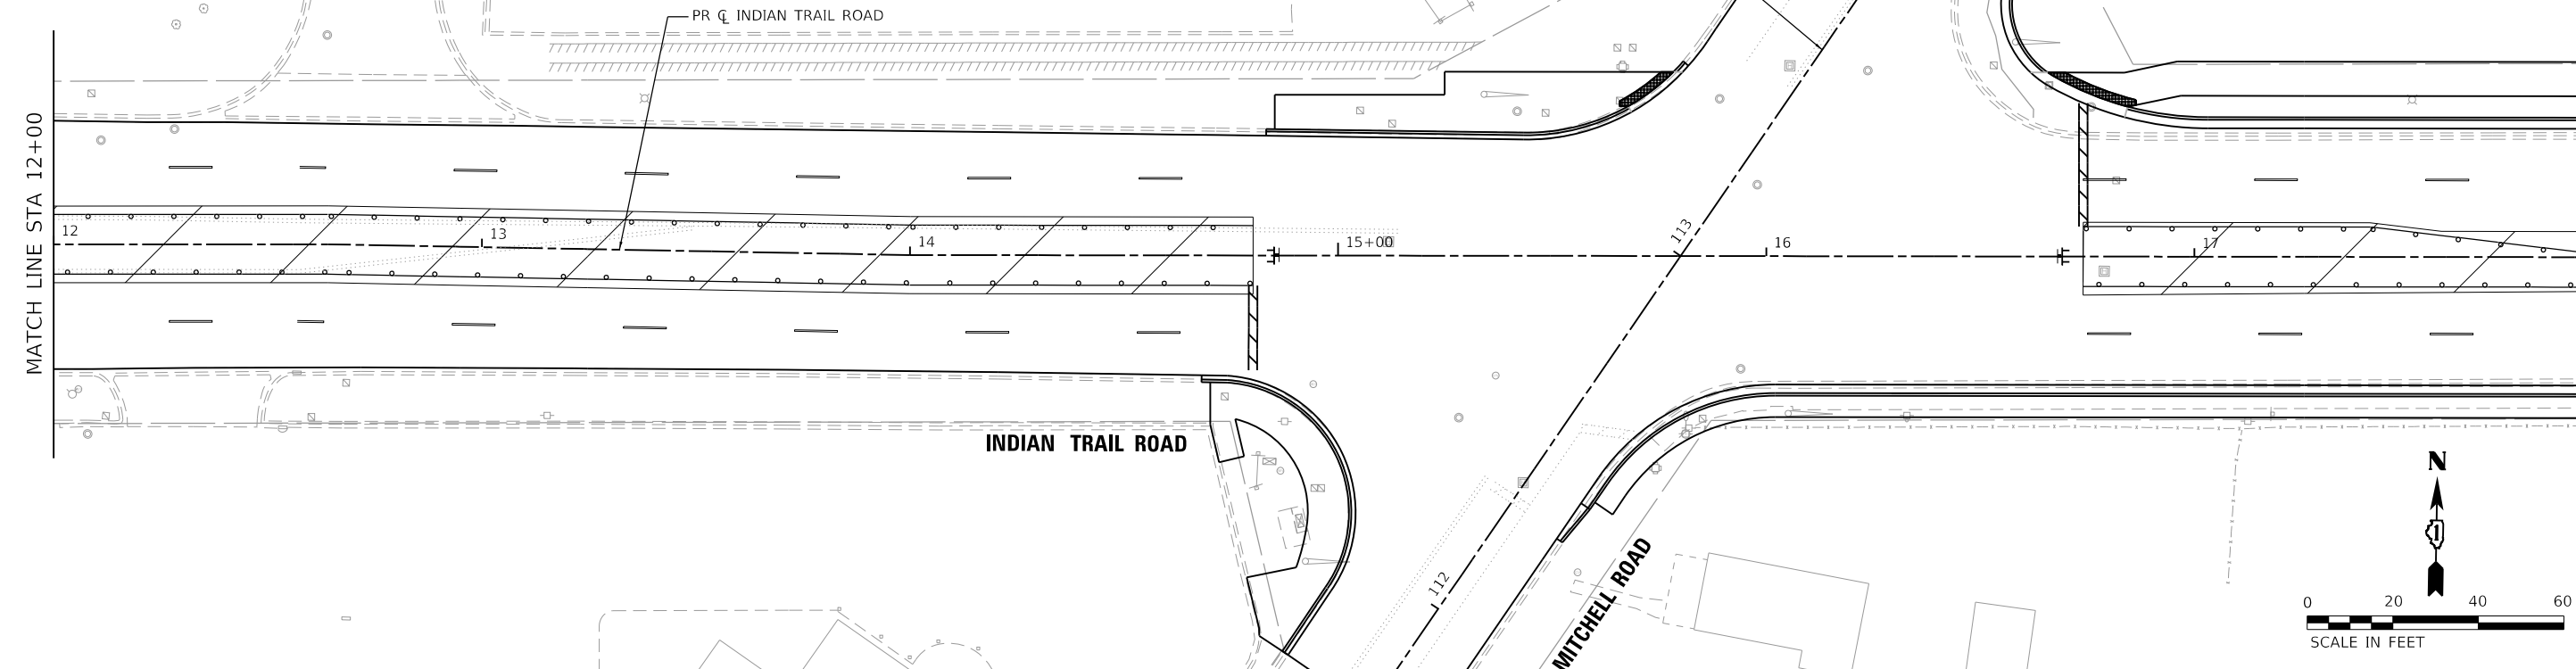 PR ℄ INDIAN TRAIL ROAD
MATCH LINE STA 12+00
12
13
14
15+00
16
17
113
112
INDIAN TRAIL ROAD
MITCHELL ROAD
N
1
0 20 40 60
SCALE IN FEET